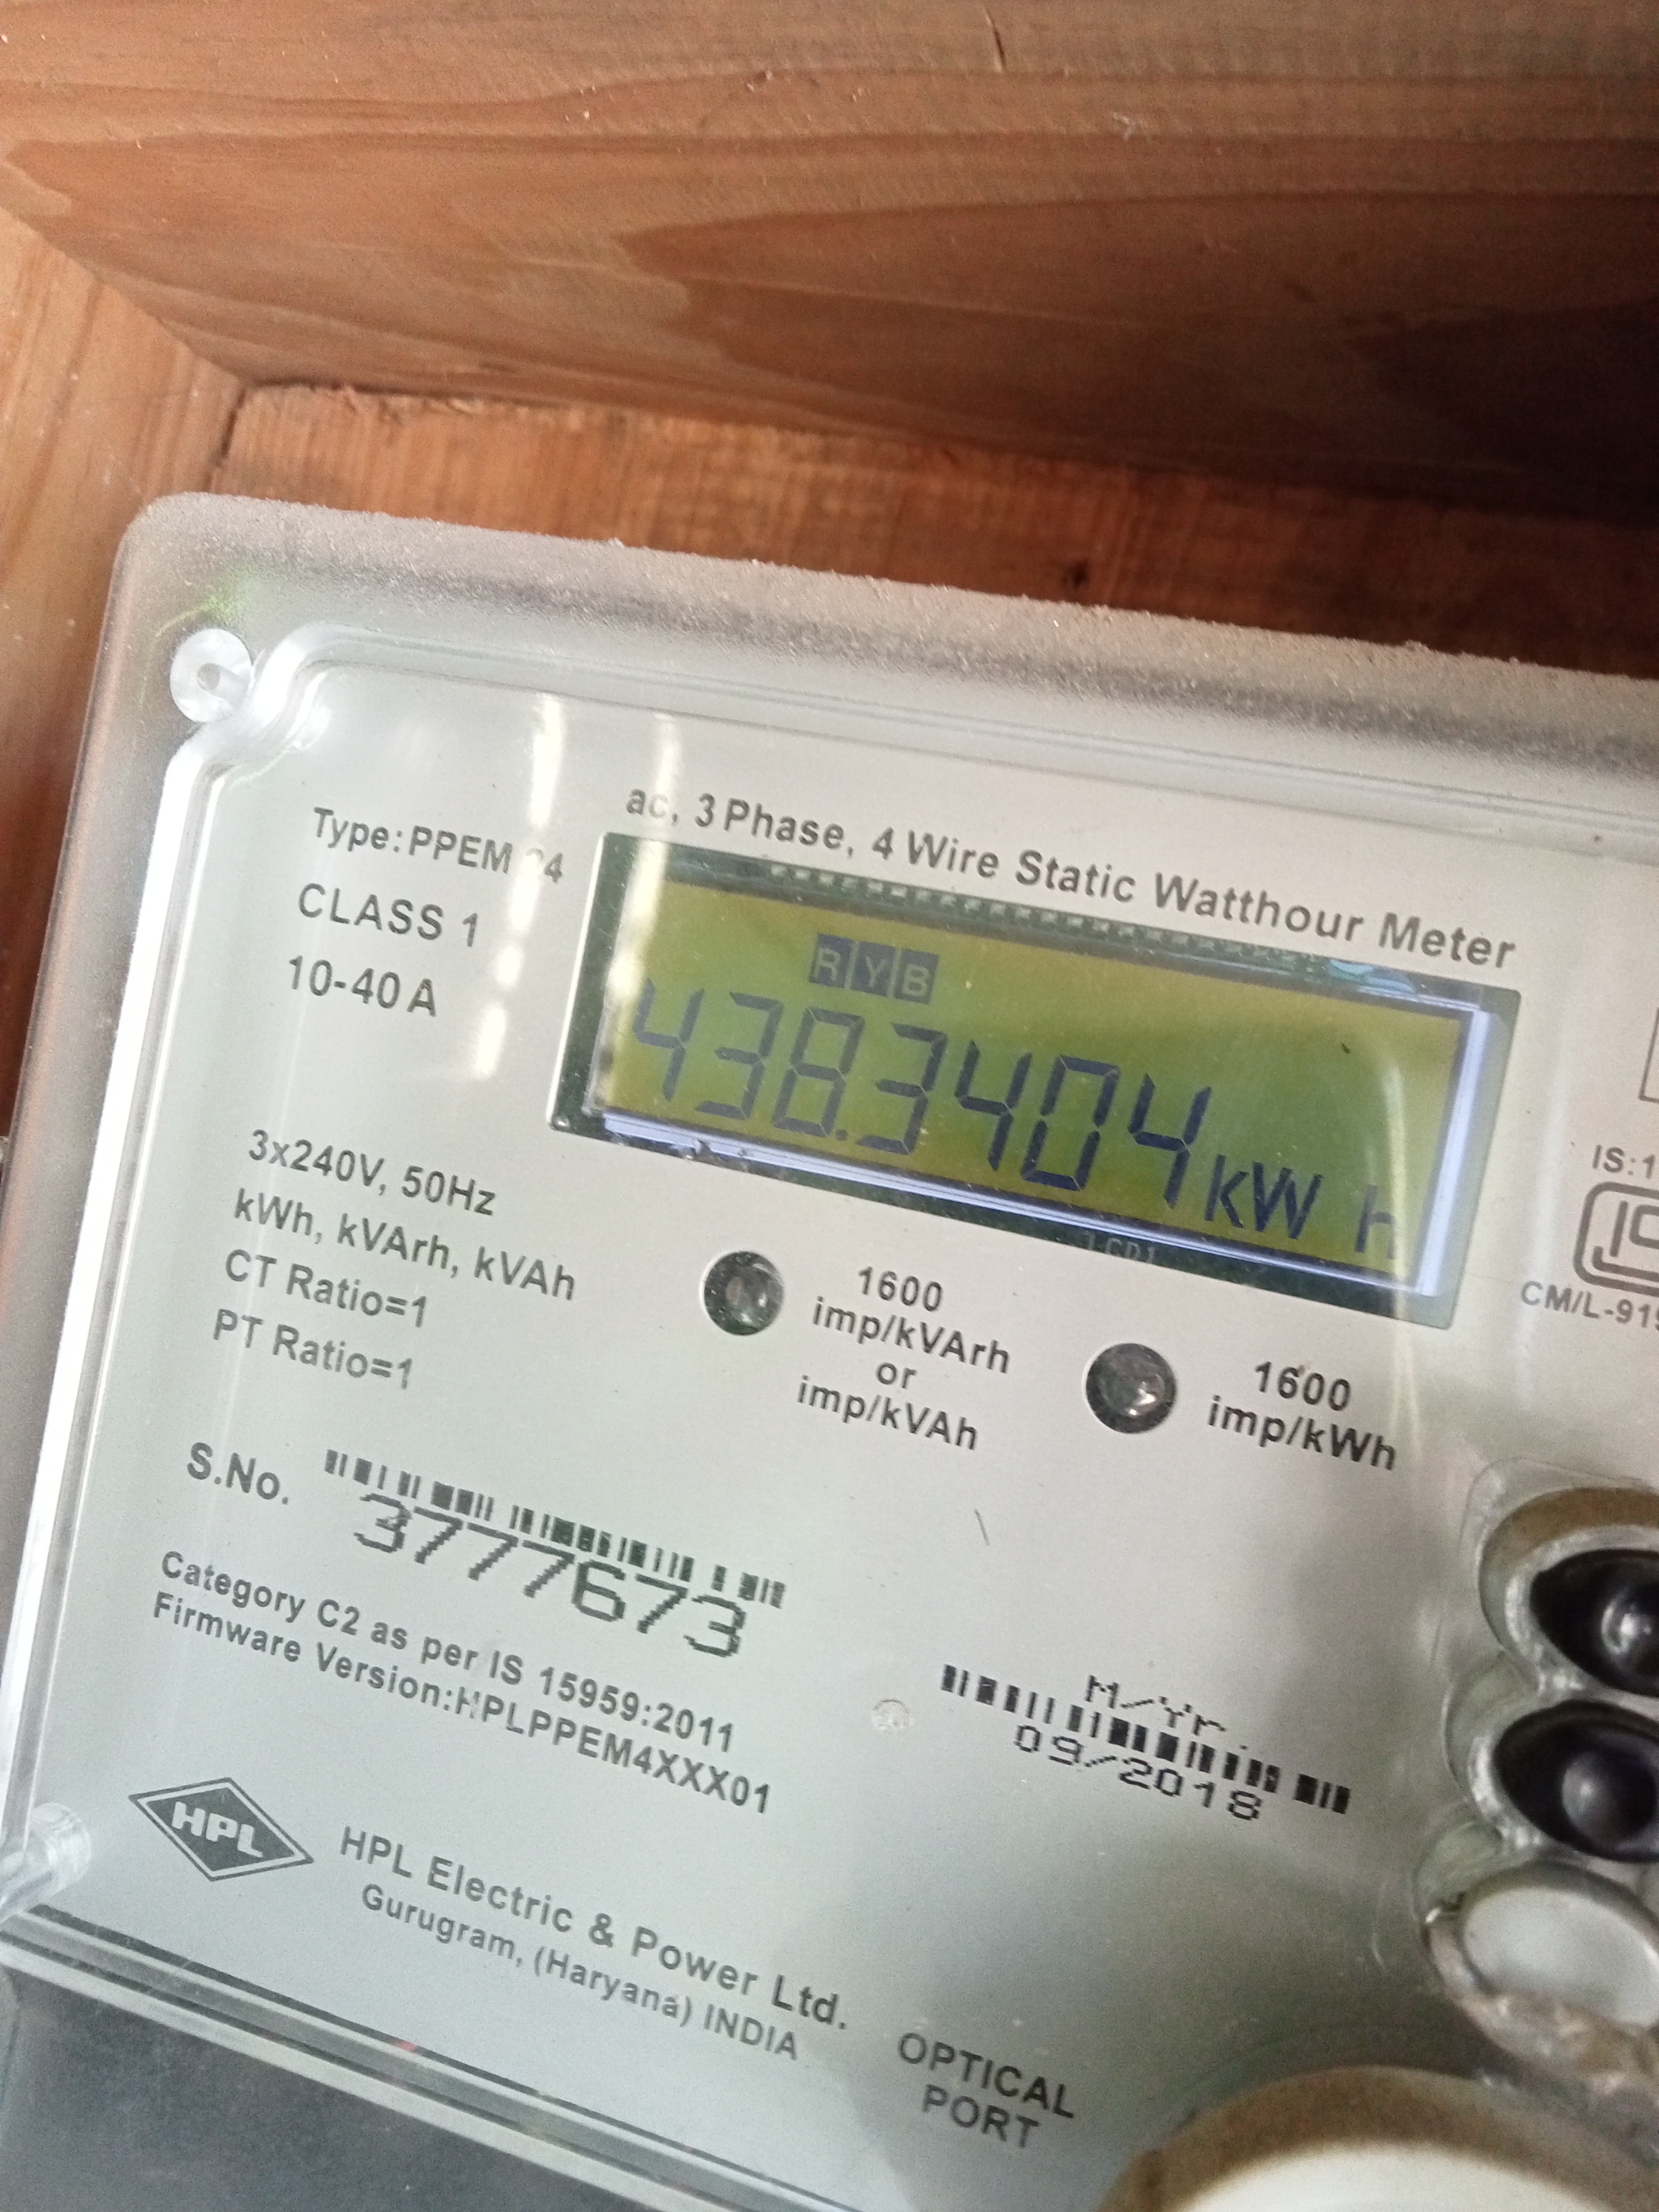 ac, 3 Phase, 4 Wire Static Watthour Meter
Type:PPEM
CLASS 1
10-40 A
RYB
438.3404 kW h
3x240V, 50Hz
kWh, kVArh, kVAh
CT Ratio=1
PT Ratio=1
LCD1
1600
imp/kVArh
or
imp/kVAh
1600
imp/kWh
IS:1
CM/L-915
S.No.
3777673
Category C2 as per IS 15959:2011
Firmware Version:HPLPPEM4XXX01
M/Yr.
09/2018
HPL
HPL Electric & Power Ltd.
Gurugram, (Haryana) INDIA
OPTICAL
PORT